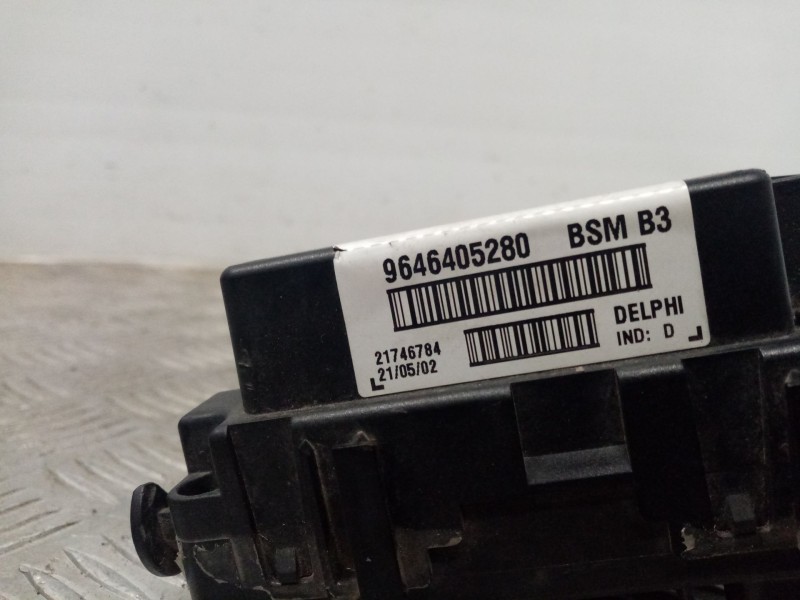 9646405280 BSM B3
DELPHI
21746784
IND: D
21/05/02